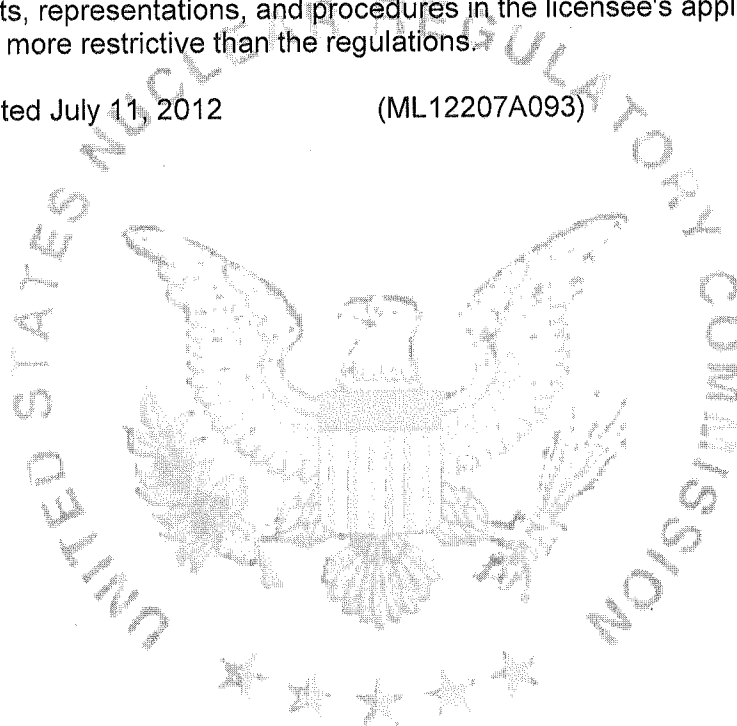 ts, representations, and procedures in the licensee's appl
more restrictive than the regulations.
ted July 11, 2012 (ML12207A093)
UNITED STATES NUCLEAR REGULATORY COMMISSION